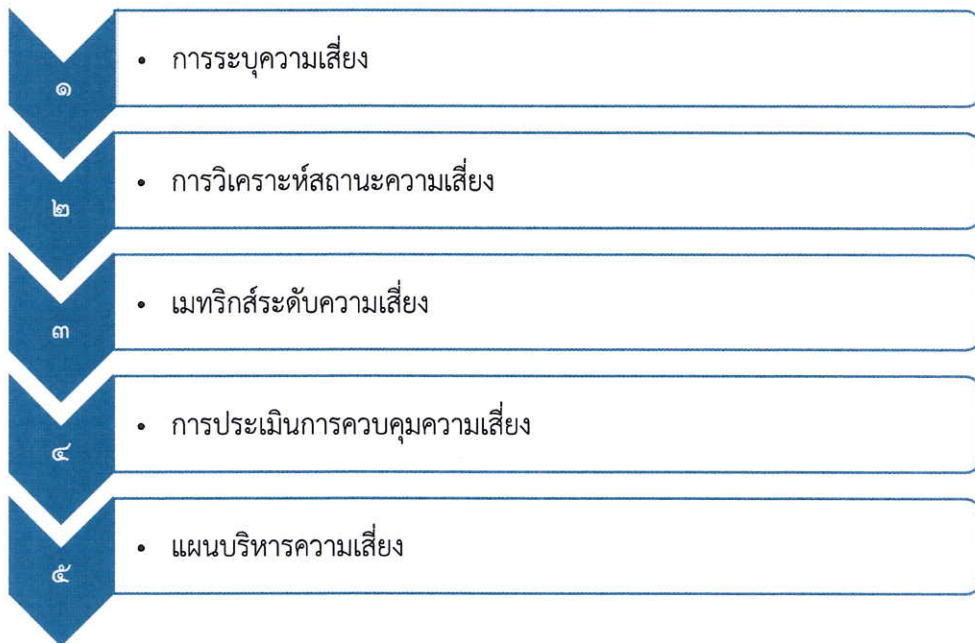 ๑
• การระบุความเสี่ยง
๒
• การวิเคราะห์สถานะความเสี่ยง
๓
• เมทริกส์ระดับความเสี่ยง
๔
• การประเมินการควบคุมความเสี่ยง
๕
• แผนบริหารความเสี่ยง